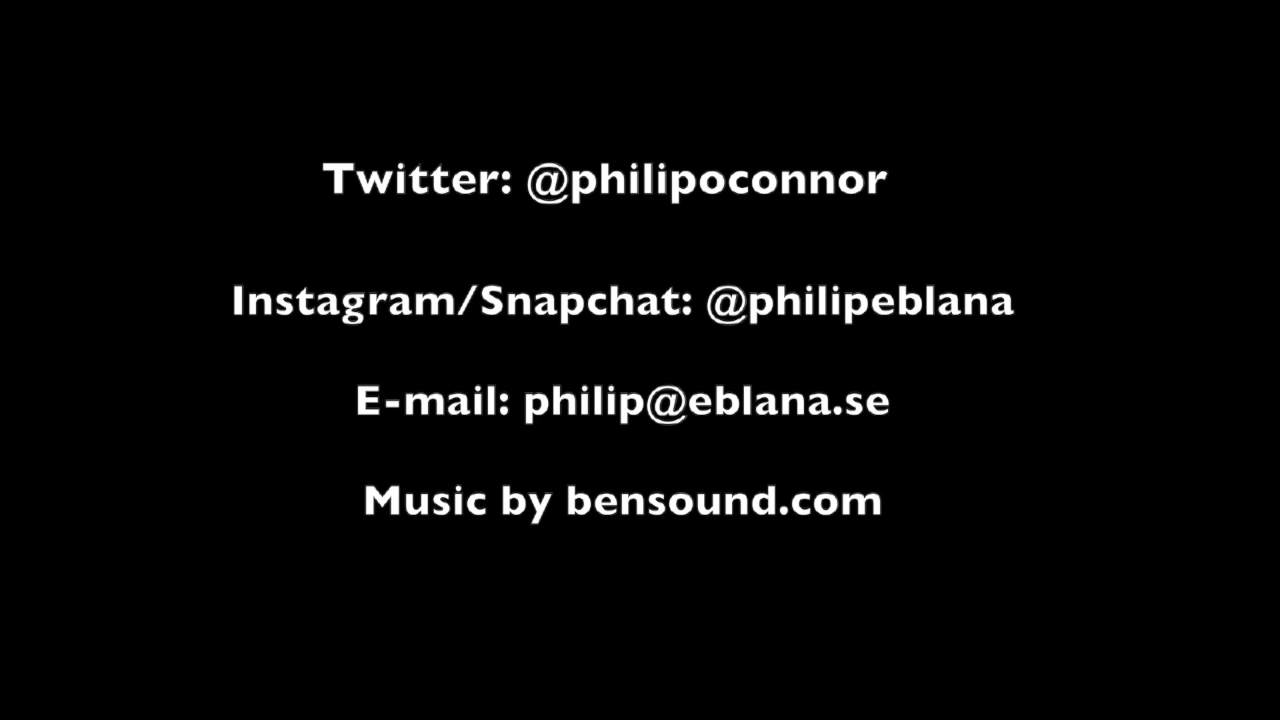 Twitter: @philipoconnor
Instagram/Snapchat: @philipeblana
E-mail: philip@eblana.se
Music by bensound.com